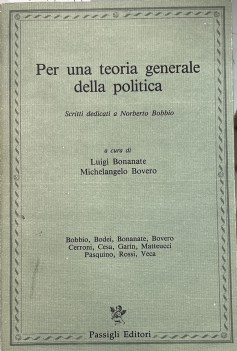 Per una teoria generale
della politica
Scritti dedicati a Norberto Bobbio
a cura di
Luigi Bonanate
Michelangelo Bovero
Bobbio, Bodei, Bonanate, Bovero
Cerroni, Cesa, Garin, Matteucci
Pasquino, Rossi, Veca
Passigli Editori